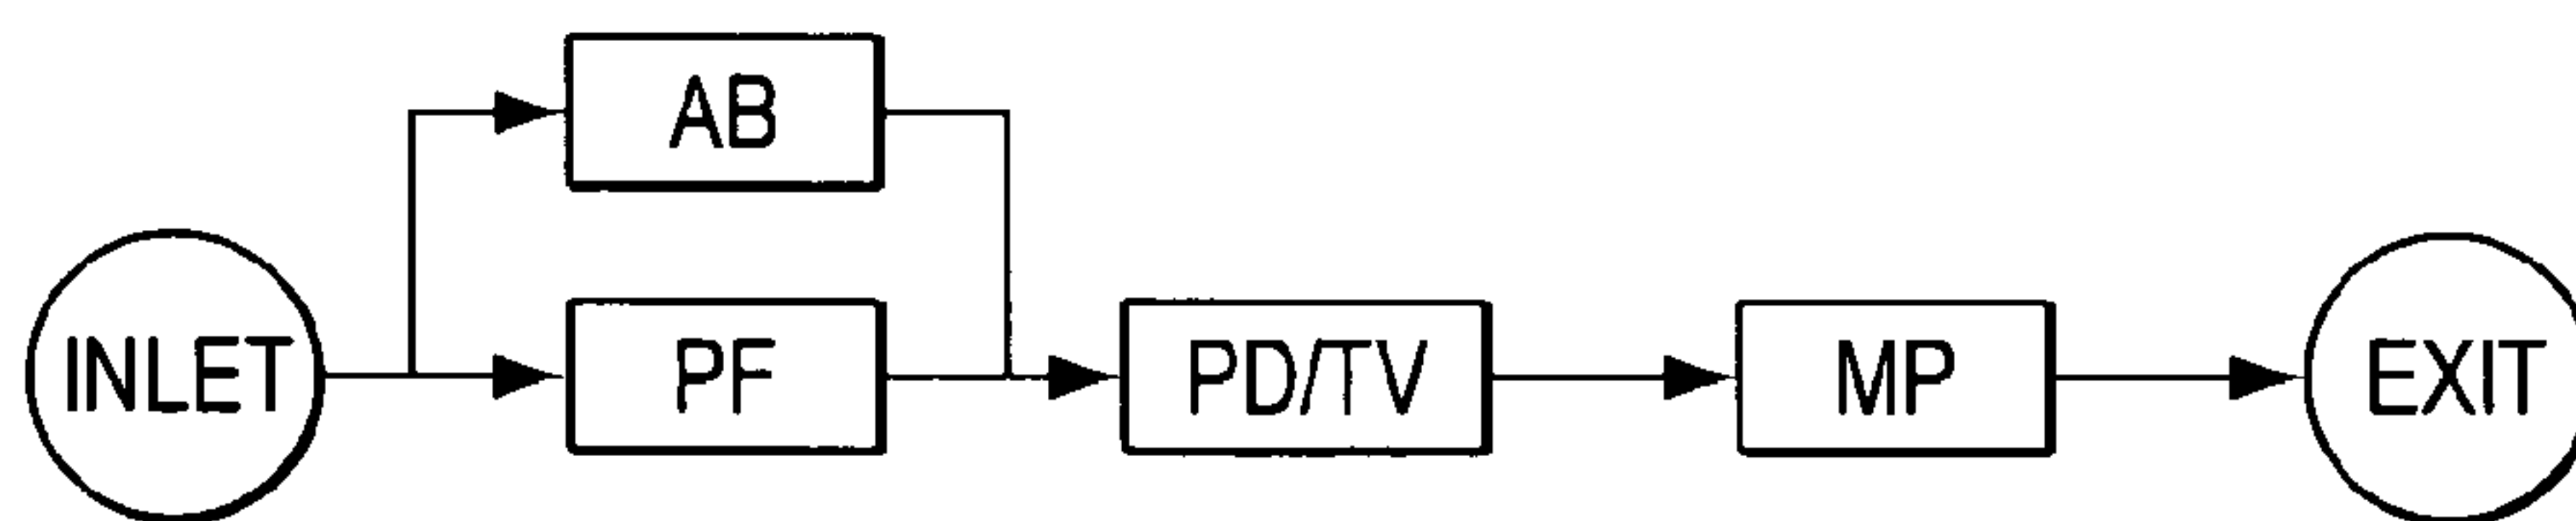 AB
INLET
PF
PD/TV
MP
EXIT